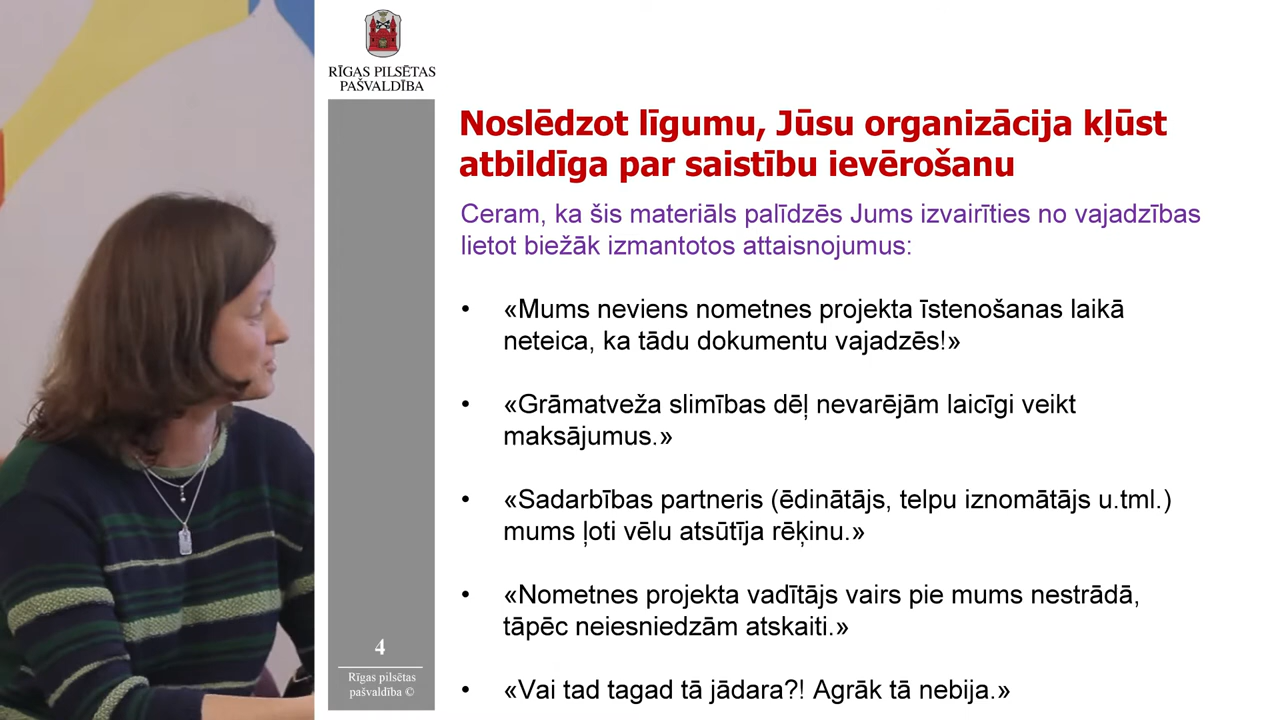 RĪGAS PILSĒTAS
PAŠVALDĪBA
Noslēdzot līgumu, Jūsu organizācija kļūst
atbildīga par saistību ievērošanu
Ceram, ka šis materiāls palīdzēs Jums izvairīties no vajadzības
lietot biežāk izmantotos attaisnojumus:
• «Mums neviens nometnes projekta īstenošanas laikā
neteica, ka tādu dokumentu vajadzēs!»
• «Grāmatveža slimības dēļ nevarējām laicīgi veikt
maksājumus.»
• «Sadarbības partneris (ēdinātājs, telpu iznomātājs u.tml.)
mums ļoti vēlu atsūtīja rēķinu.»
• «Nometnes projekta vadītājs vairs pie mums nestrādā,
tāpēc neiesniedzām atskaiti.»
• «Vai tad tagad tā jādara?! Agrāk tā nebija.»
4
Rīgas pilsētas
pašvaldība ©